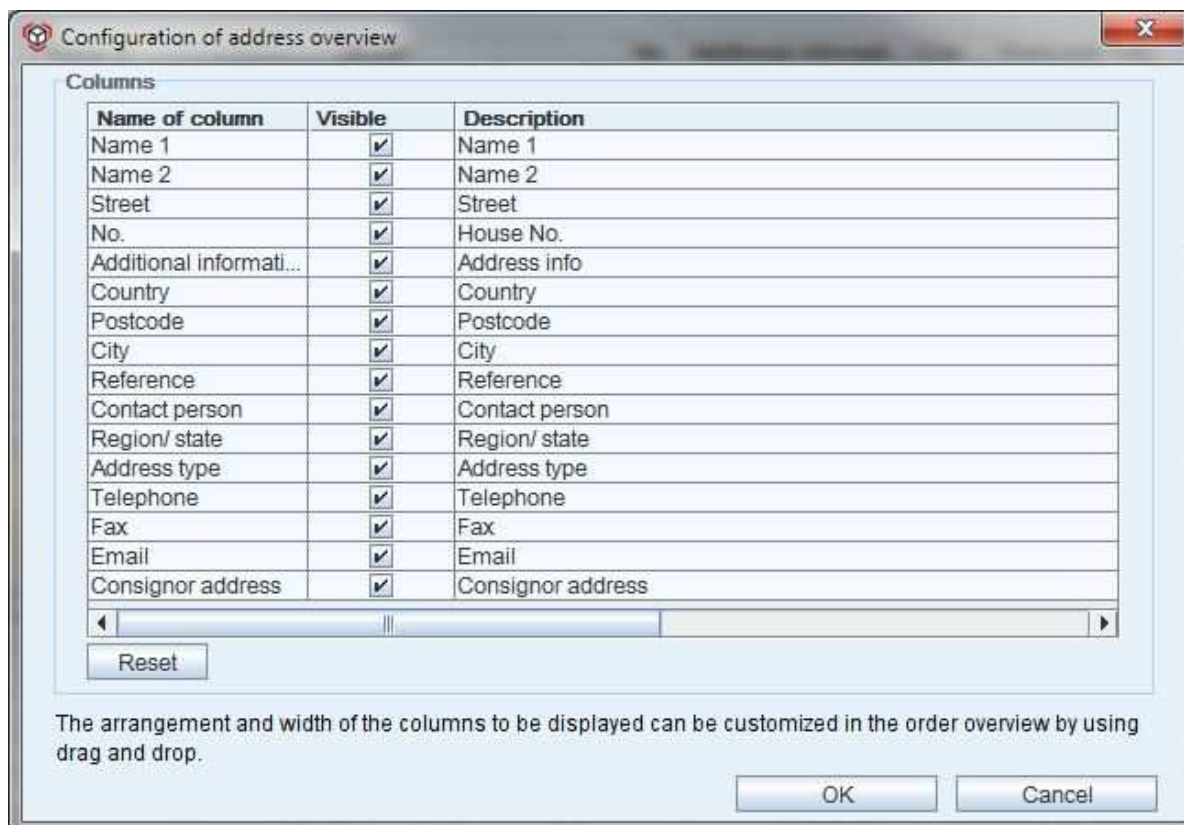 Configuration of address overview
Columns
Name of column Visible Description
Name 1 Name 1
Name 2 Name 2
Street Street
No. House No.
Additional informati... Address info
Country Country
Postcode Postcode
City City
Reference Reference
Contact person Contact person
Region/ state Region/ state
Address type Address type
Telephone Telephone
Fax Fax
Email Email
Consignor address Consignor address
Reset
The arrangement and width of the columns to be displayed can be customized in the order overview by using
drag and drop.
OK Cancel